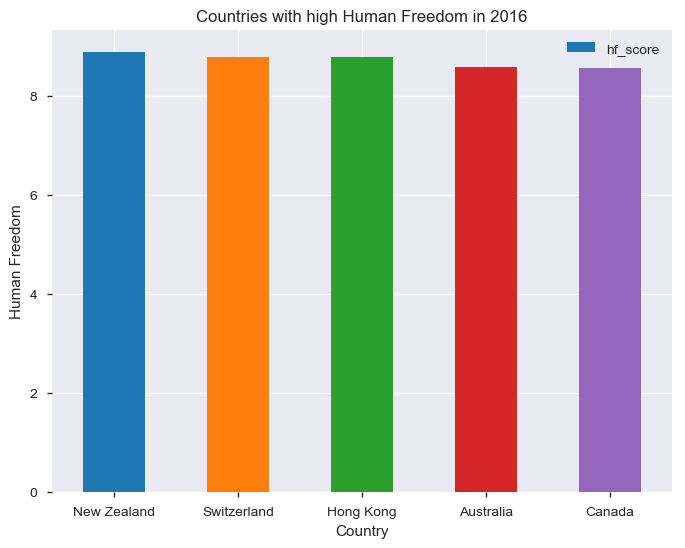 Countries with high Human Freedom in 2016
hf_score
Human Freedom
8
6
4
2
0
New Zealand Switzerland Hong Kong Australia Canada
Country